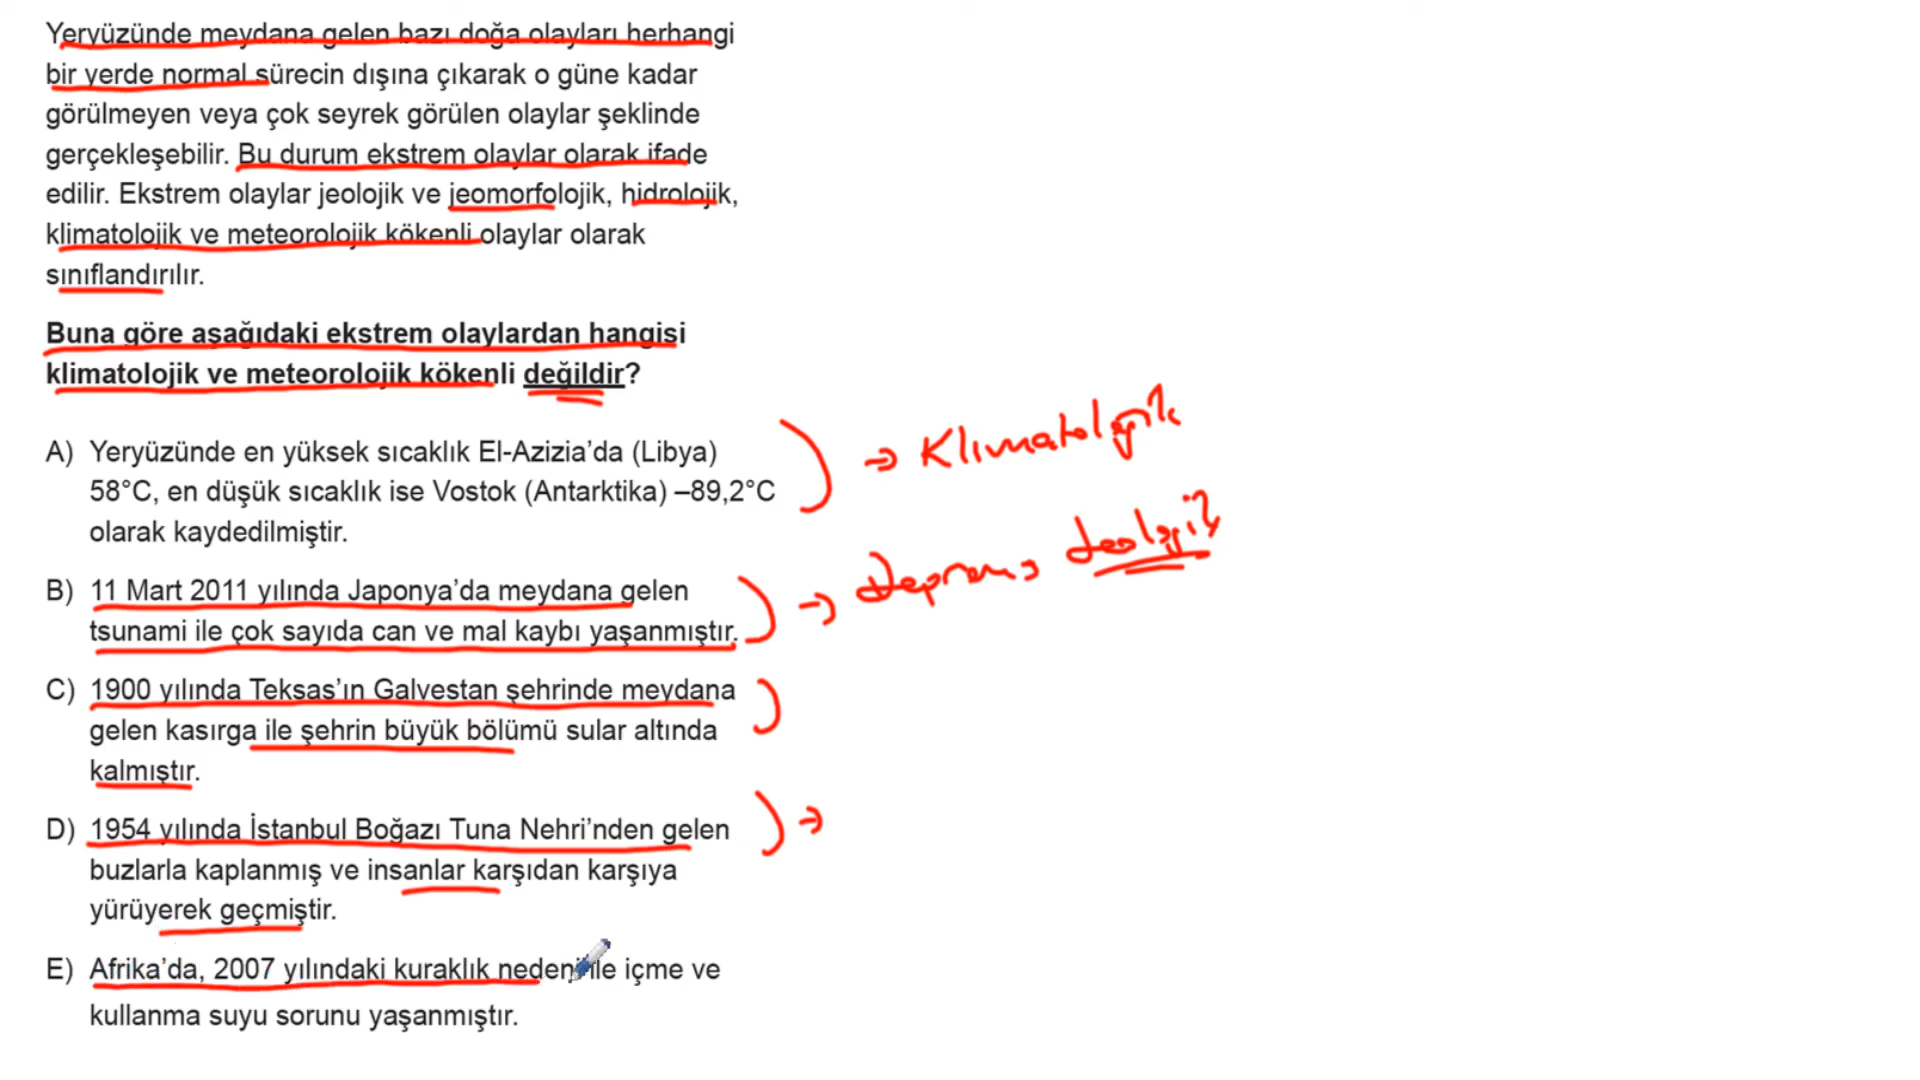 Yeryüzünde meydana gelen bazı doğa olayları herhangi
bir yerde normal sürecin dışına çıkarak o güne kadar
görülmeyen veya çok seyrek görülen olaylar şeklinde
gerçekleşebilir. Bu durum ekstrem olaylar olarak ifade
edilir. Ekstrem olaylar jeolojik ve jeomorfolojik, hidrolojik,
klimatolojik ve meteorolojik kökenli olaylar olarak
sınıflandırılır.
Buna göre aşağıdaki ekstrem olaylardan hangisi
klimatolojik ve meteorolojik kökenli değildir?
A) Yeryüzünde en yüksek sıcaklık El-Azizia’da (Libya)
58°C, en düşük sıcaklık ise Vostok (Antarktika) –89,2°C
olarak kaydedilmiştir.
→ Klimatolojik
B) 11 Mart 2011 yılında Japonya’da meydana gelen
tsunami ile çok sayıda can ve mal kaybı yaşanmıştır.
→ deprem → Jeolojik
C) 1900 yılında Teksas’ın Galvestan şehrinde meydana
gelen kasırga ile şehrin büyük bölümü sular altında
kalmıştır.
D) 1954 yılında İstanbul Boğazı Tuna Nehri’nden gelen
buzlarla kaplanmış ve insanlar karşıdan karşıya
yürüyerek geçmiştir.
→
E) Afrika’da, 2007 yılındaki kuraklık nedeni ile içme ve
kullanma suyu sorunu yaşanmıştır.